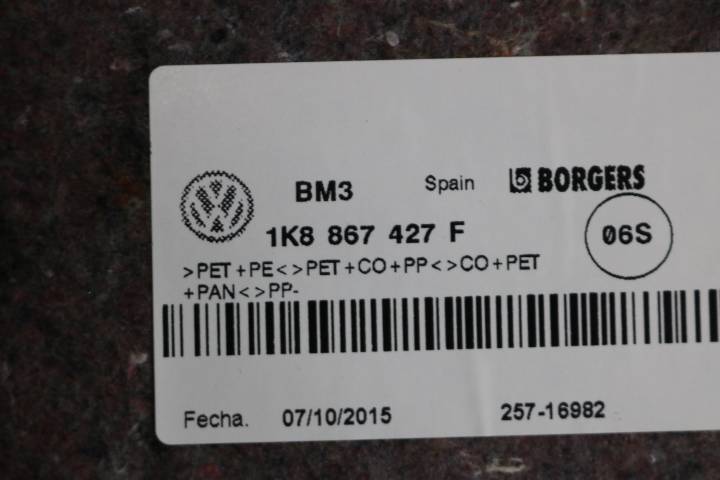 BM3 Spain BORGERS
1K8 867 427 F 06S
>PET+PE<>PET+CO+PP<>CO+PET
+PAN<>PP-
Fecha. 07/10/2015 257-16982